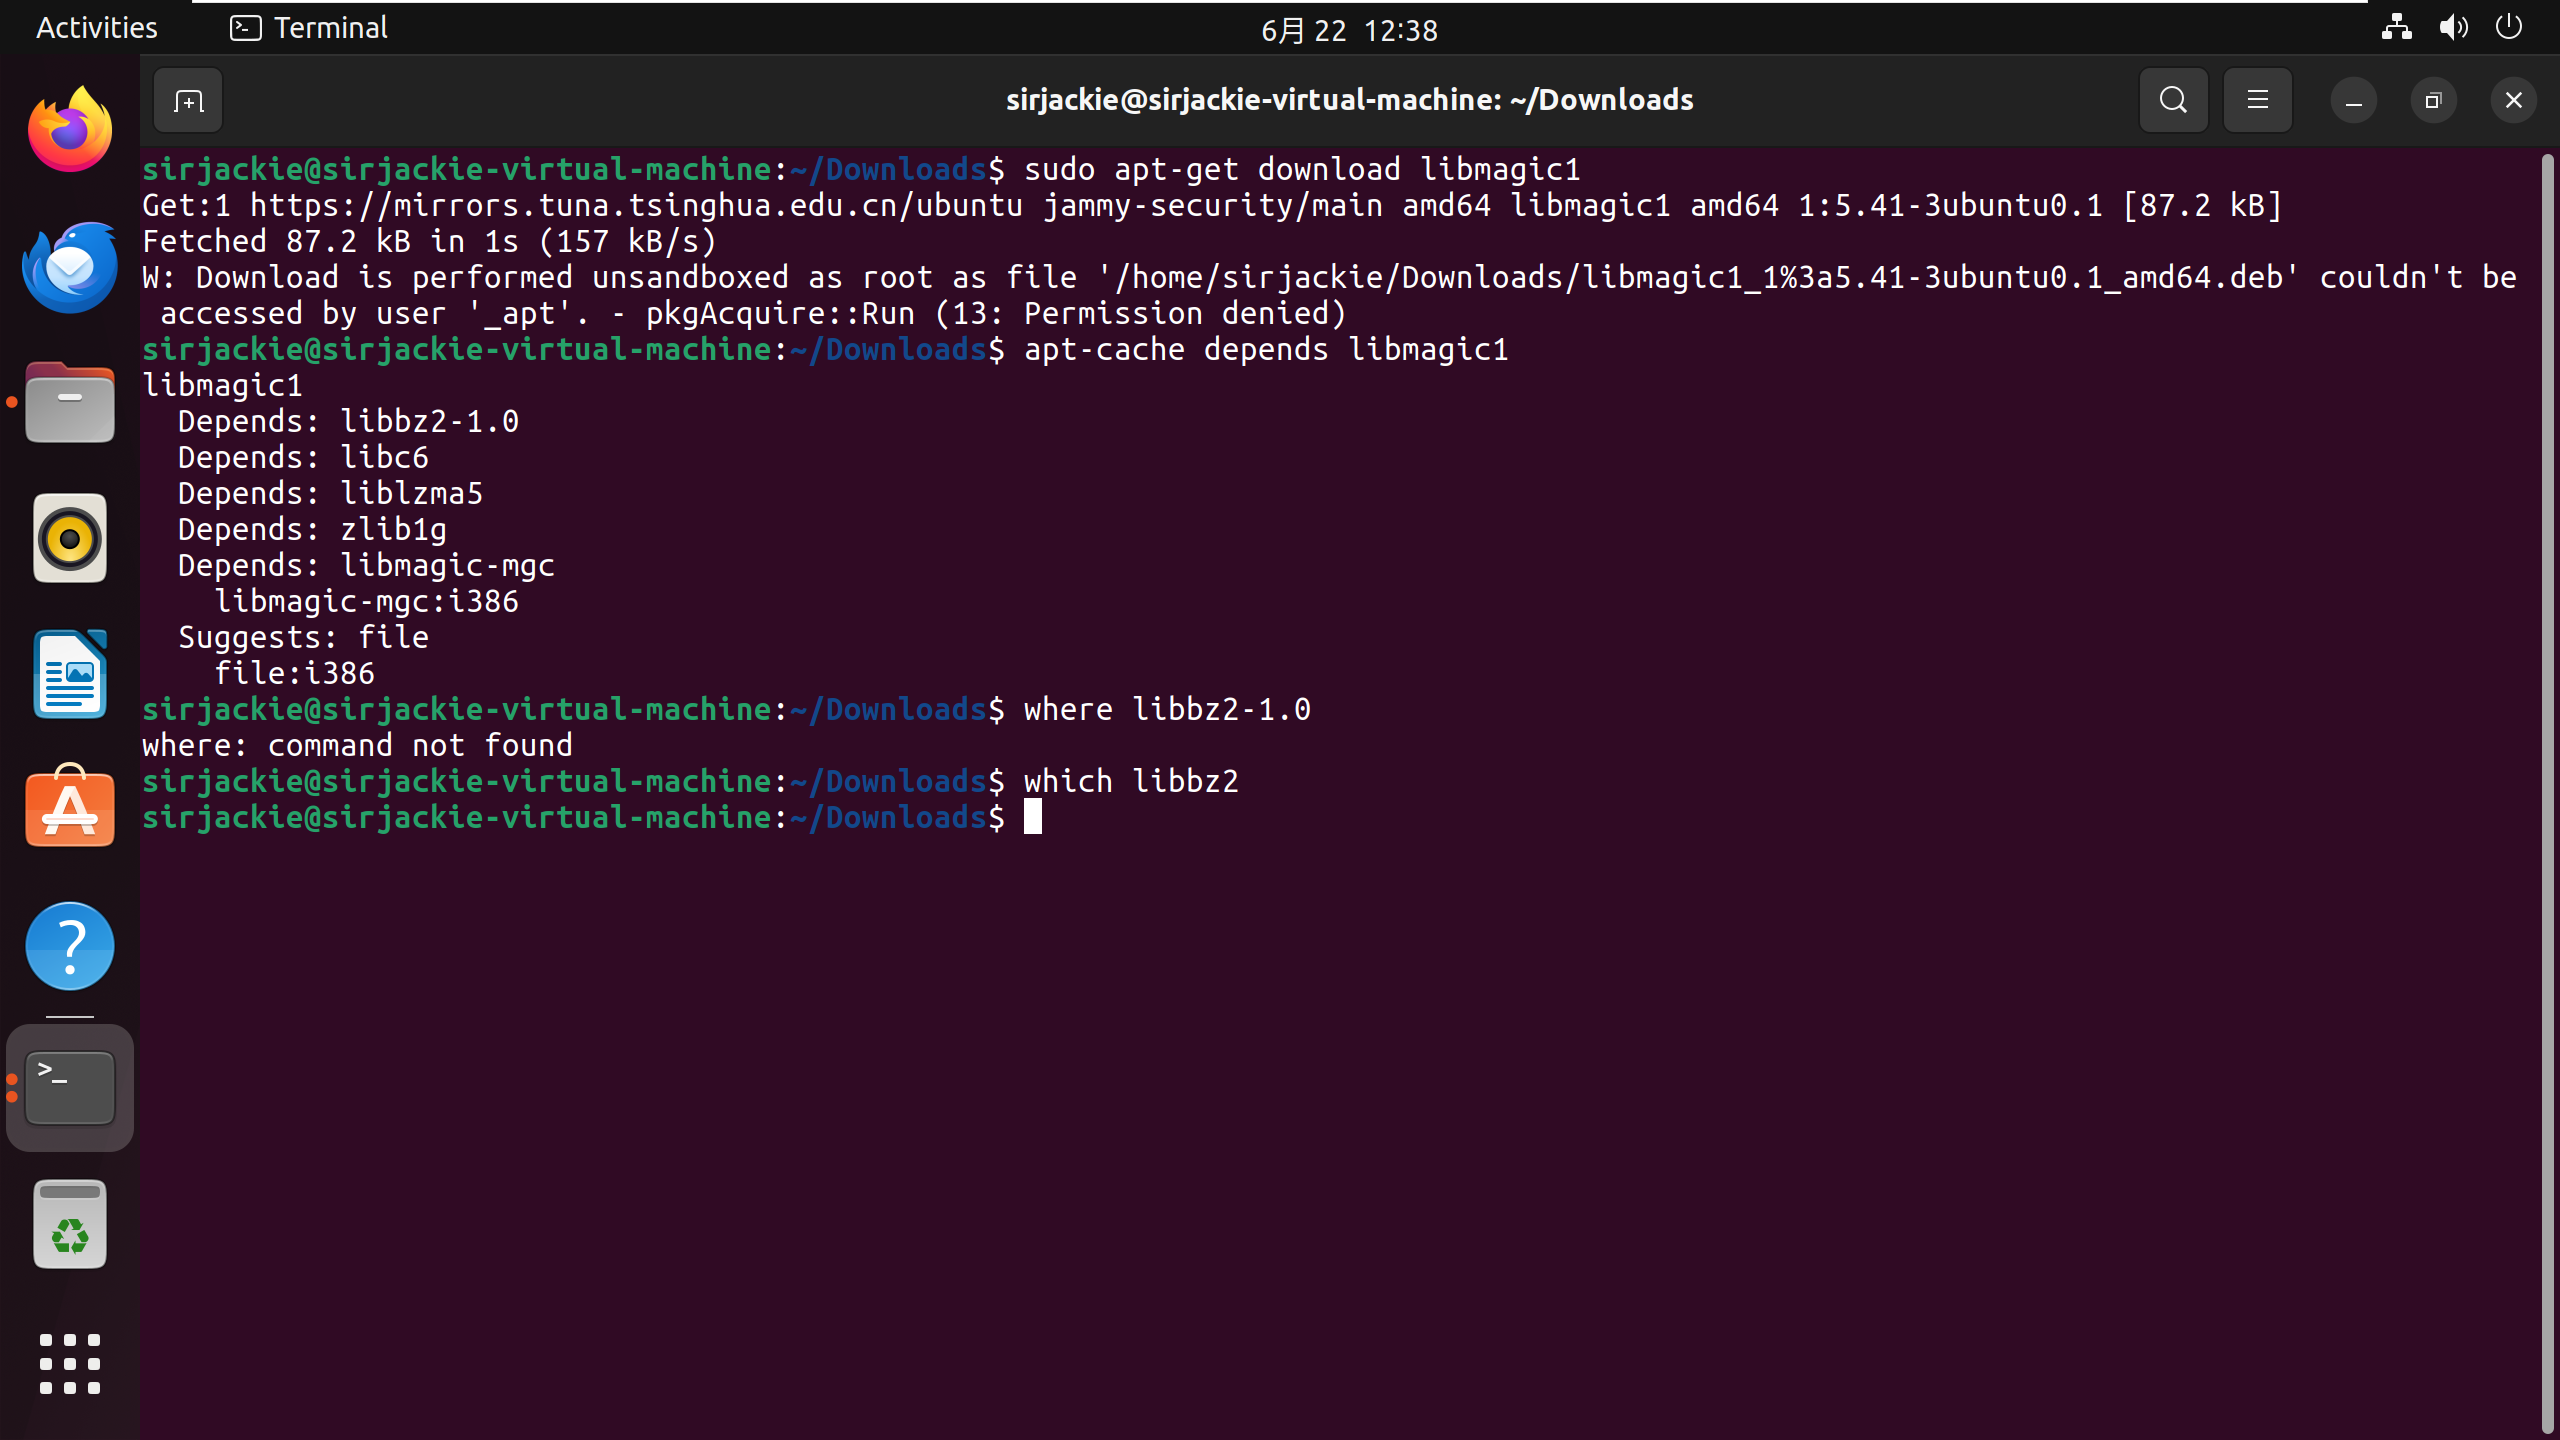 Activities
Terminal
6月 22 12:38
sirjackie@sirjackie-virtual-machine: ~/Downloads
sirjackie@sirjackie-virtual-machine:~/Downloads$ sudo apt-get download libmagic1
Get:1 https://mirrors.tuna.tsinghua.edu.cn/ubuntu jammy-security/main amd64 libmagic1 amd64 1:5.41-3ubuntu0.1 [87.2 kB]
Fetched 87.2 kB in 1s (157 kB/s)
W: Download is performed unsandboxed as root as file '/home/sirjackie/Downloads/libmagic1_1%3a5.41-3ubuntu0.1_amd64.deb' couldn't be
 accessed by user '_apt'. - pkgAcquire::Run (13: Permission denied)
sirjackie@sirjackie-virtual-machine:~/Downloads$ apt-cache depends libmagic1
libmagic1
  Depends: libbz2-1.0
  Depends: libc6
  Depends: liblzma5
  Depends: zlib1g
  Depends: libmagic-mgc
    libmagic-mgc:i386
  Suggests: file
    file:i386
sirjackie@sirjackie-virtual-machine:~/Downloads$ where libbz2-1.0
where: command not found
sirjackie@sirjackie-virtual-machine:~/Downloads$ which libbz2
sirjackie@sirjackie-virtual-machine:~/Downloads$